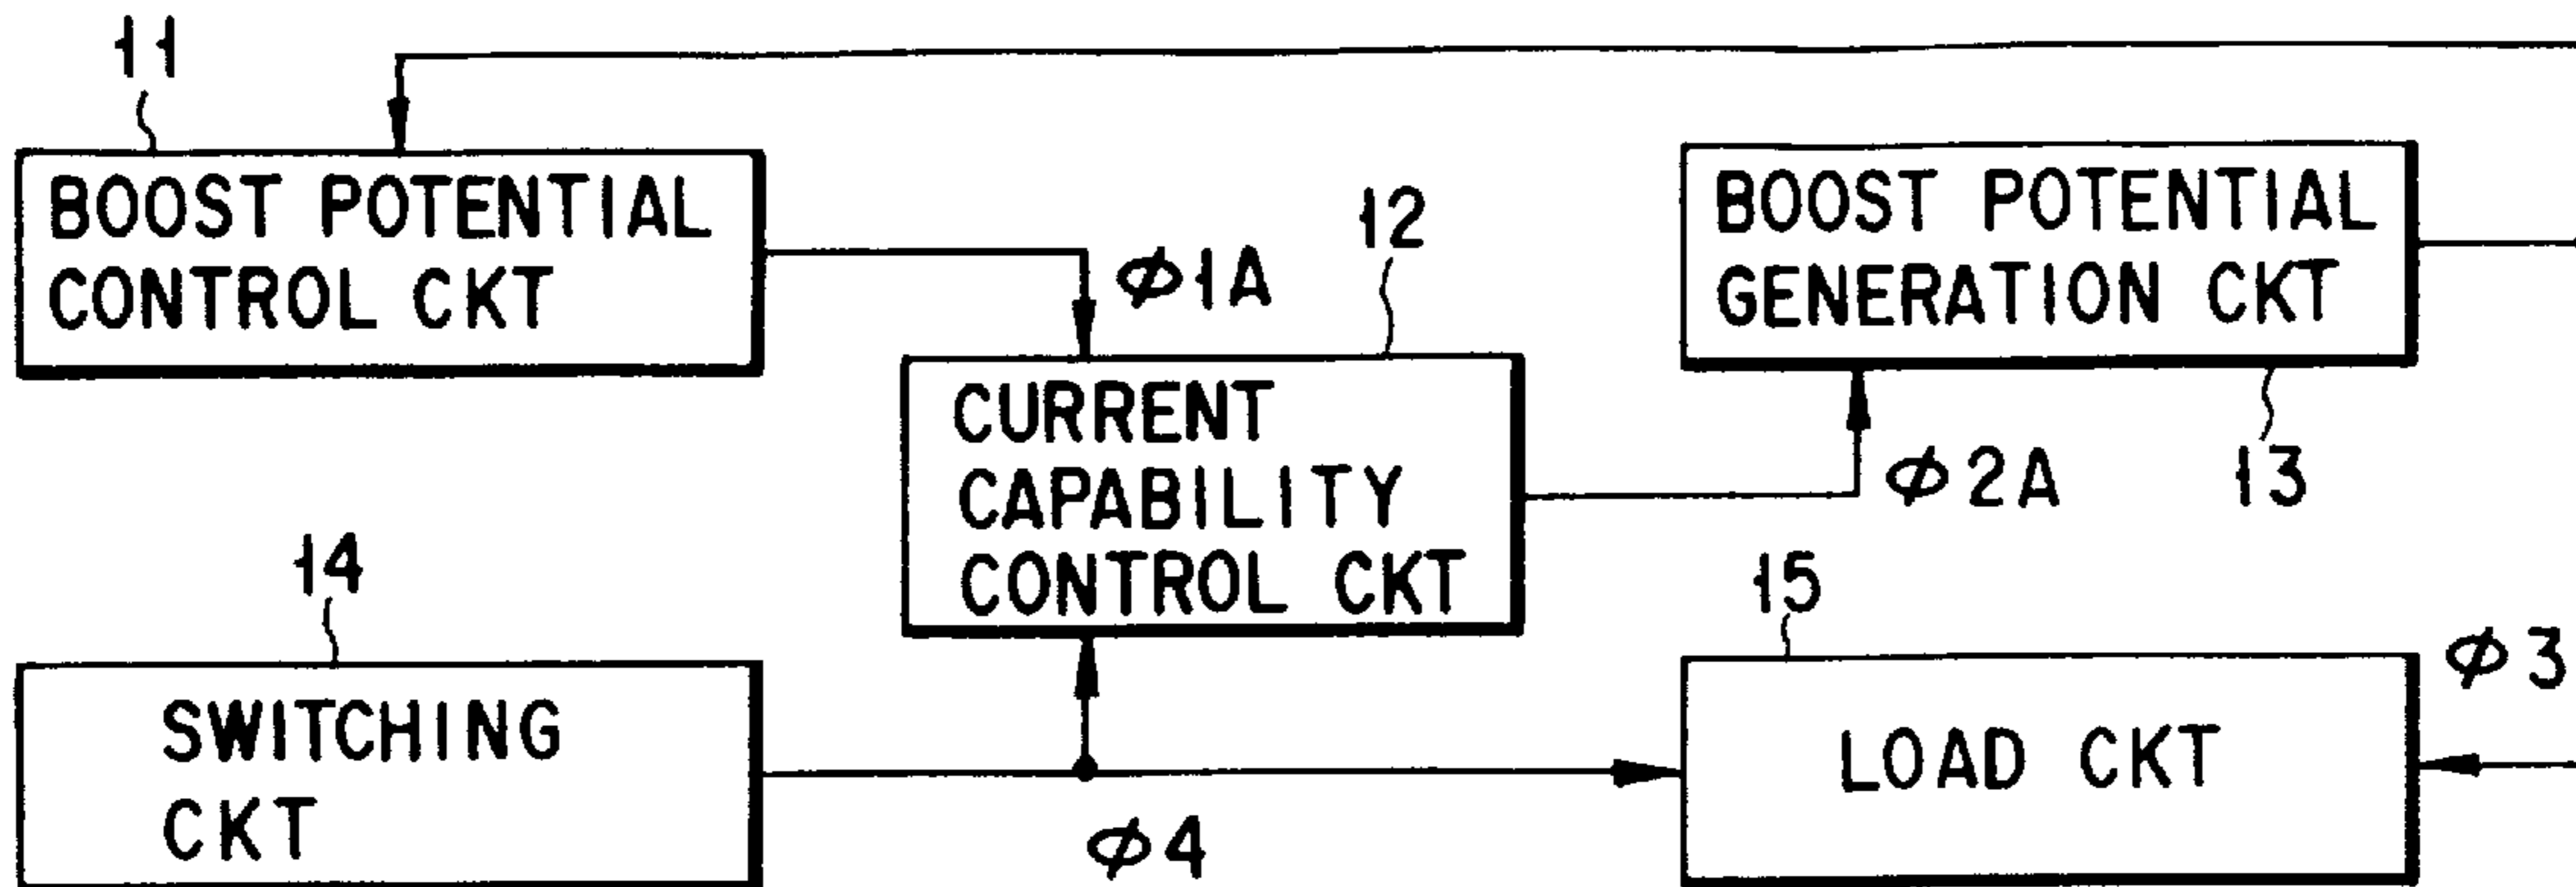 11
BOOST POTENTIAL
CONTROL CKT
ϕ1A
12
BOOST POTENTIAL
GENERATION CKT
CURRENT
CAPABILITY
CONTROL CKT
ϕ2A
13
14
SWITCHING
CKT
15
ϕ3
LOAD CKT
ϕ4